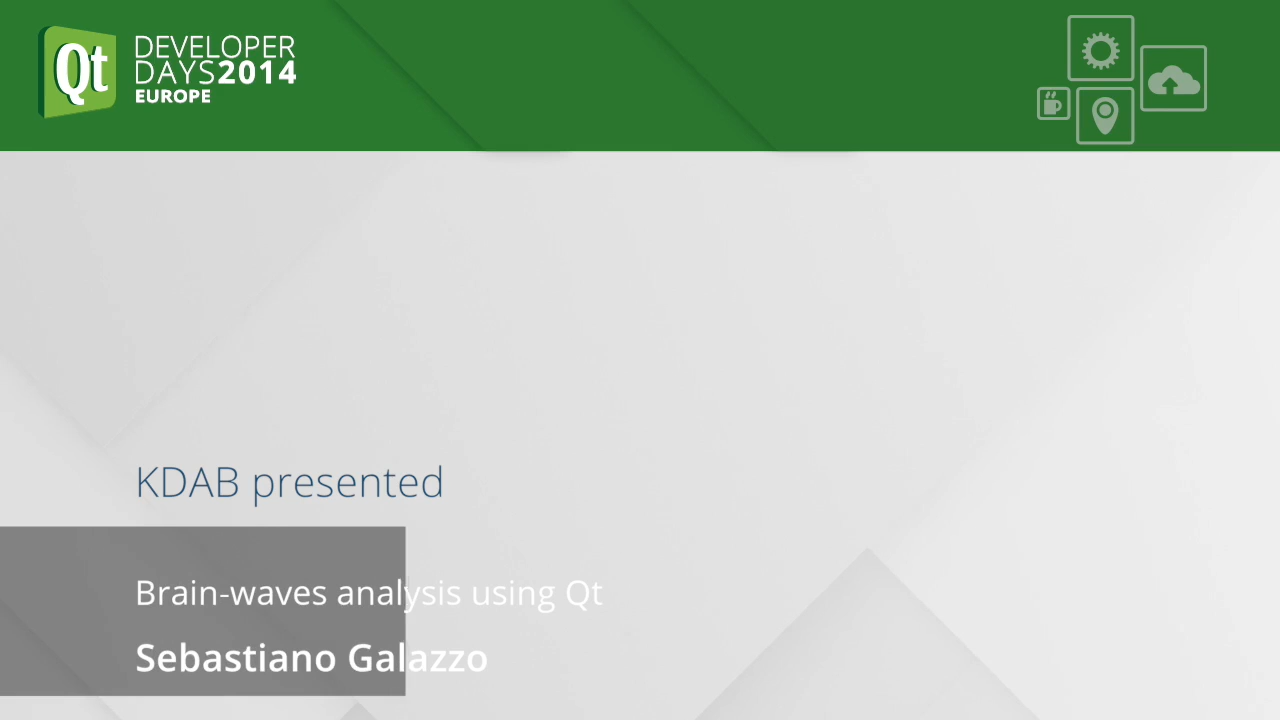 Qt
DEVELOPER
DAYS2014
EUROPE
KDAB presented
Brain-waves analysis using Qt
Sebastiano Galazzo